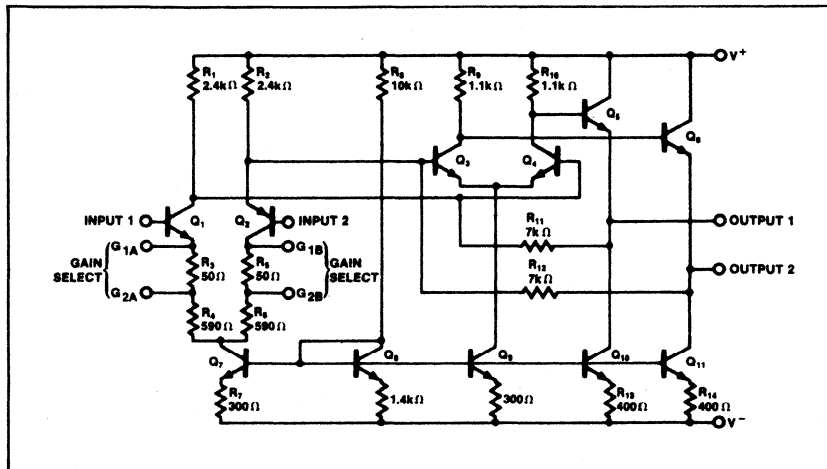 V+
R1
2.4kΩ
R2
2.4kΩ
R8
10kΩ
R9
1.1kΩ
R10
1.1kΩ
Q5
Q6
Q3
Q4
INPUT 1
Q1
Q2
INPUT 2
R11
7kΩ
OUTPUT 1
G1A
G1B
GAIN
SELECT
R3
50Ω
R5
50Ω
GAIN
SELECT
G2A
G2B
R12
7kΩ
OUTPUT 2
R4
590Ω
R6
590Ω
Q7
Q8
Q9
Q10
Q11
R7
300Ω
1.4kΩ
300Ω
R13
400Ω
R14
400Ω
V−